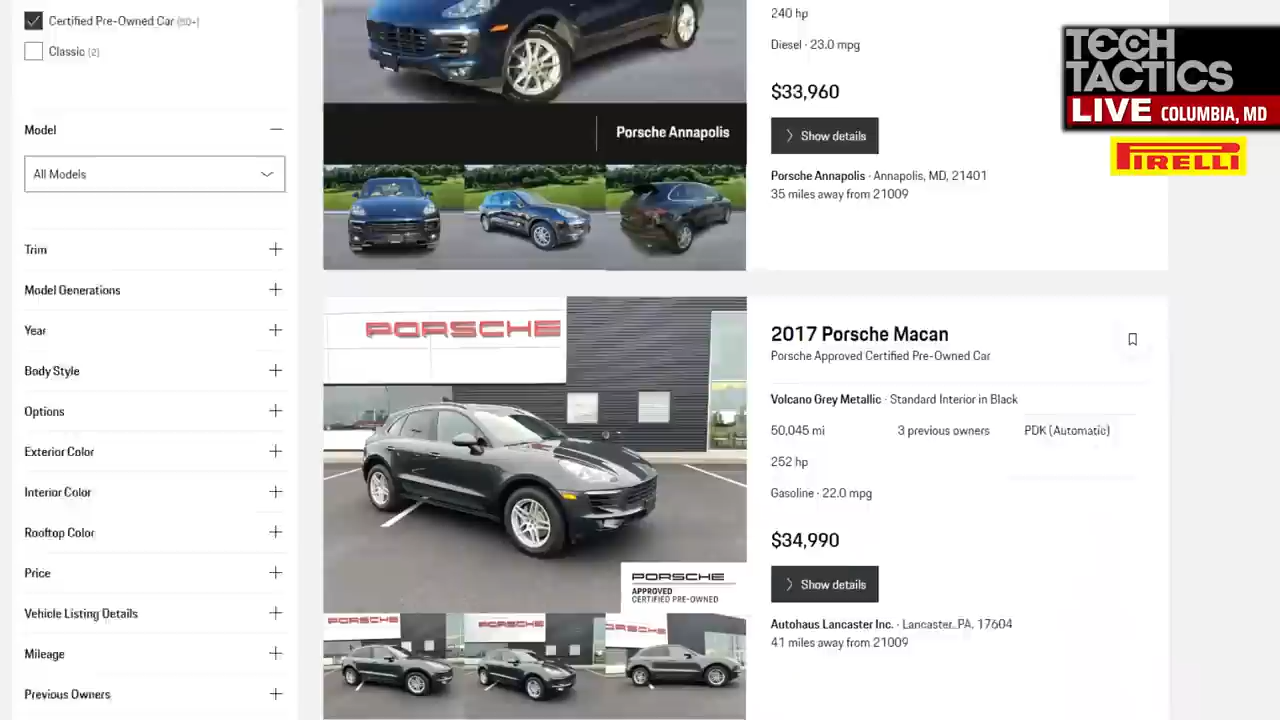 Certified Pre-Owned Car (50+)
Classic (2)
Model
All Models
Trim
Model Generations
Year
Body Style
Options
Exterior Color
Interior Color
Rooftop Color
Price
Vehicle Listing Details
Mileage
Previous Owners
Porsche Annapolis
240 hp
Diesel · 23.0 mpg
$33,960
Show details
Porsche Annapolis · Annapolis, MD, 21401
35 miles away from 21009
PORSCHE
PORSCHE
APPROVED
CERTIFIED PRE-OWNED
PORSCHE
PORSCHE
PORSCHE
2017 Porsche Macan
Porsche Approved Certified Pre-Owned Car
Volcano Grey Metallic · Standard Interior in Black
50,045 mi 3 previous owners PDK (Automatic)
252 hp
Gasoline · 22.0 mpg
$34,990
Show details
Autohaus Lancaster Inc. · Lancaster, PA, 17604
41 miles away from 21009
TECH
TACTICS
LIVE COLUMBIA, MD
PIRELLI